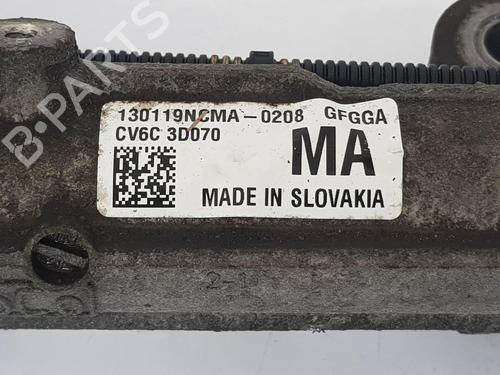 130119NCMA-0208 GFGGA
CV6C 3D070
MA
MADE IN SLOVAKIA
B-PARTS